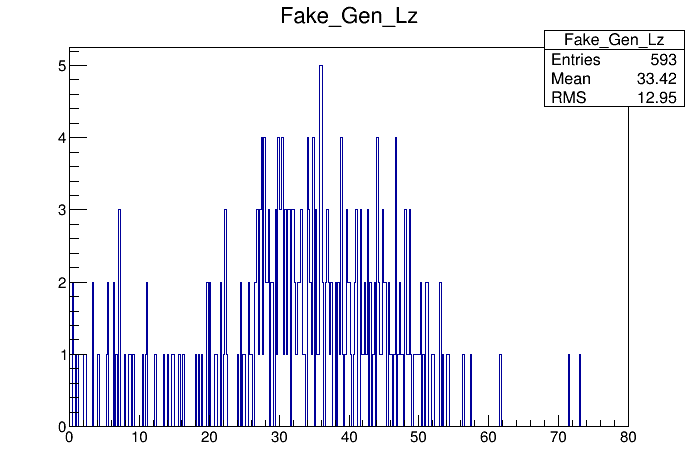 Fake_Gen_Lz
Fake_Gen_Lz
Entries 593
Mean 33.42
RMS 12.95
5
4
3
2
1
0
0 10 20 30 40 50 60 70 80